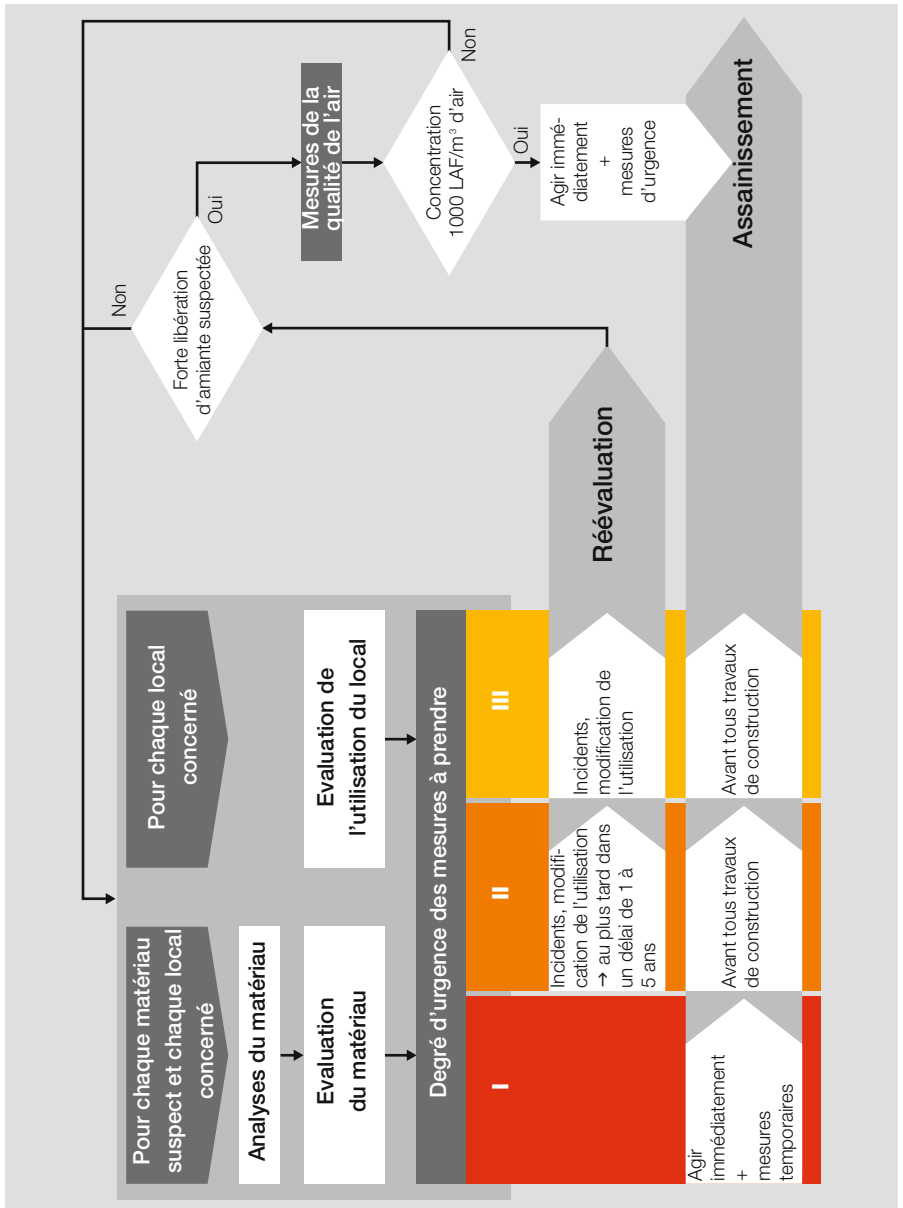 Pour chaque matériau
suspect et chaque local
concerné
Analyses du matériau
Evaluation
du matériau
Pour chaque local
concerné
Evaluation de
l’utilisation du local
Degré d’urgence des mesures à prendre
I
II
III
Incidents, modifi-
cation de l’utilisation
→ au plus tard dans
un délai de 1 à
5 ans
Incidents,
modification de
l’utilisation
Réévaluation
Agir
immédiatement
+
mesures
temporaires
Avant tous travaux
de construction
Avant tous travaux
de construction
Assainissement
Forte libération
d’amiante suspectée
Non
Oui
Mesures de la
qualité de l’air
Concentration
1000 LAF/m³ d’air
Non
Oui
Agir immé-
diatement
+
mesures
d’urgence